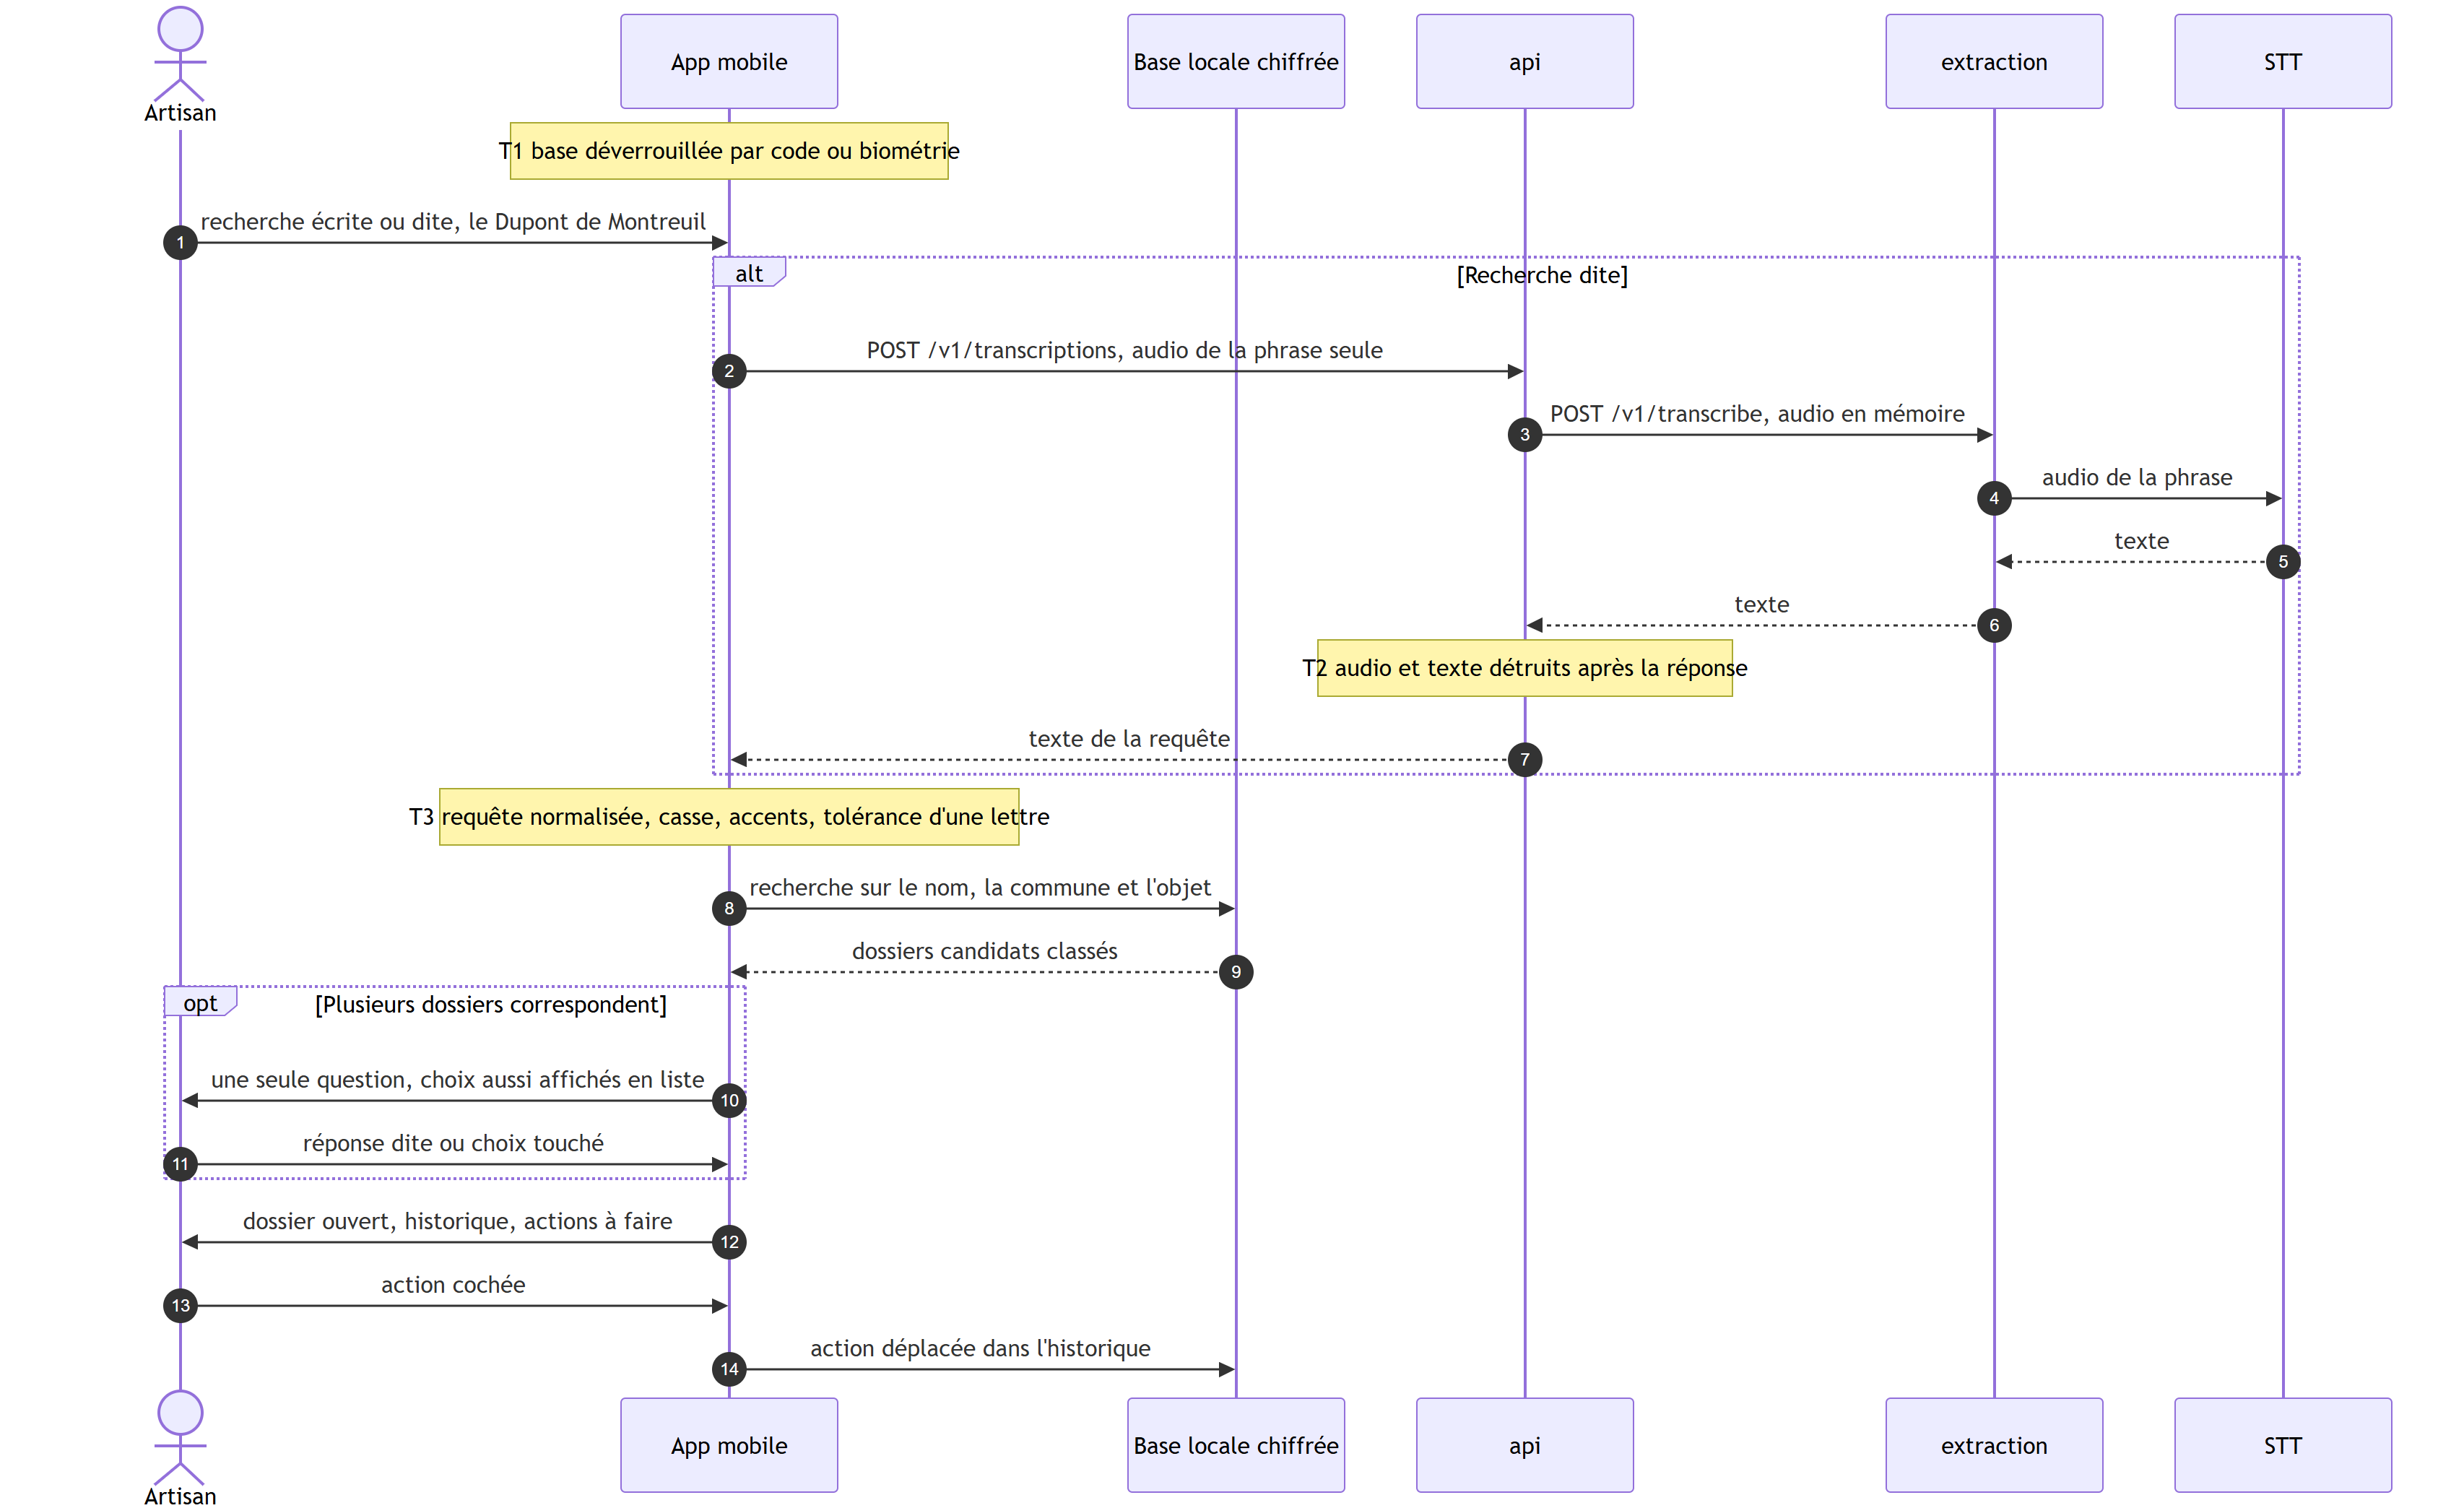 Artisan
App mobile
Base locale chiffrée
api
extraction
STT
T1 base déverrouillée par code ou biométrie
1
recherche écrite ou dite, le Dupont de Montreuil
alt
[Recherche dite]
2
POST /v1/transcriptions, audio de la phrase seule
3
POST /v1/transcribe, audio en mémoire
4
audio de la phrase
texte
5
texte
6
T2 audio et texte détruits après la réponse
texte de la requête
7
T3 requête normalisée, casse, accents, tolérance d'une lettre
8
recherche sur le nom, la commune et l'objet
dossiers candidats classés
9
opt
[Plusieurs dossiers correspondent]
une seule question, choix aussi affichés en liste
10
11
réponse dite ou choix touché
dossier ouvert, historique, actions à faire
12
13
action cochée
14
action déplacée dans l'historique
Artisan
App mobile
Base locale chiffrée
api
extraction
STT